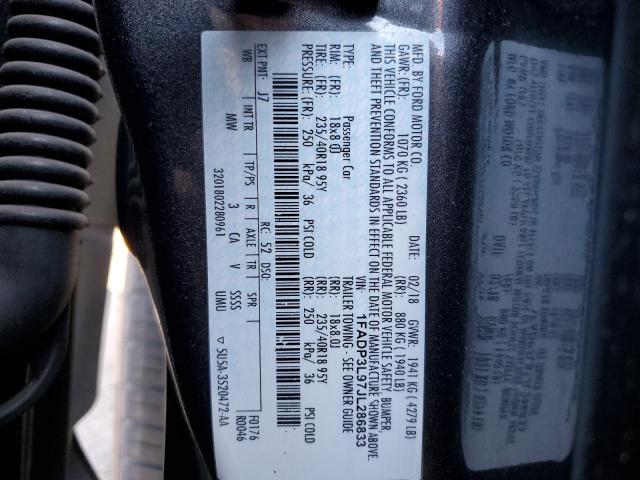 MFD BY FORD MOTOR CO.
DATE: 02/18 GVWR: 1941 KG ( 4279 LB)
GAWR: (FR): 1070 KG ( 2360 LB) (RR): 880 KG ( 1940 LB)
THIS VEHICLE CONFORMS TO ALL APPLICABLE FEDERAL MOTOR VEHICLE SAFETY, BUMPER,
AND THEFT PREVENTION STANDARDS IN EFFECT ON THE DATE OF MANUFACTURE SHOWN ABOVE.
VIN: 1FADP3L97JL286833
TYPE: Passenger Car TRAILER TOWING - SEE OWNER GUIDE
RIM: (FR): 18x8.0J (RR): 18x8.0J
TIRE: (FR): 235/40R18 95Y (RR): 235/40R18 95Y
PRESSURE: (FR): 250 kPa/ 36 PSI COLD (RR): 250 kPa/ 36 PSI COLD
EXT PNT: J7 RC: 52 DSO: F0176
WB INT TR TP/PS R AXLE TR SPR R0046
MW 3 CA V SSSS
3201802280961 UMU ▽ SU5A-3520472-AA